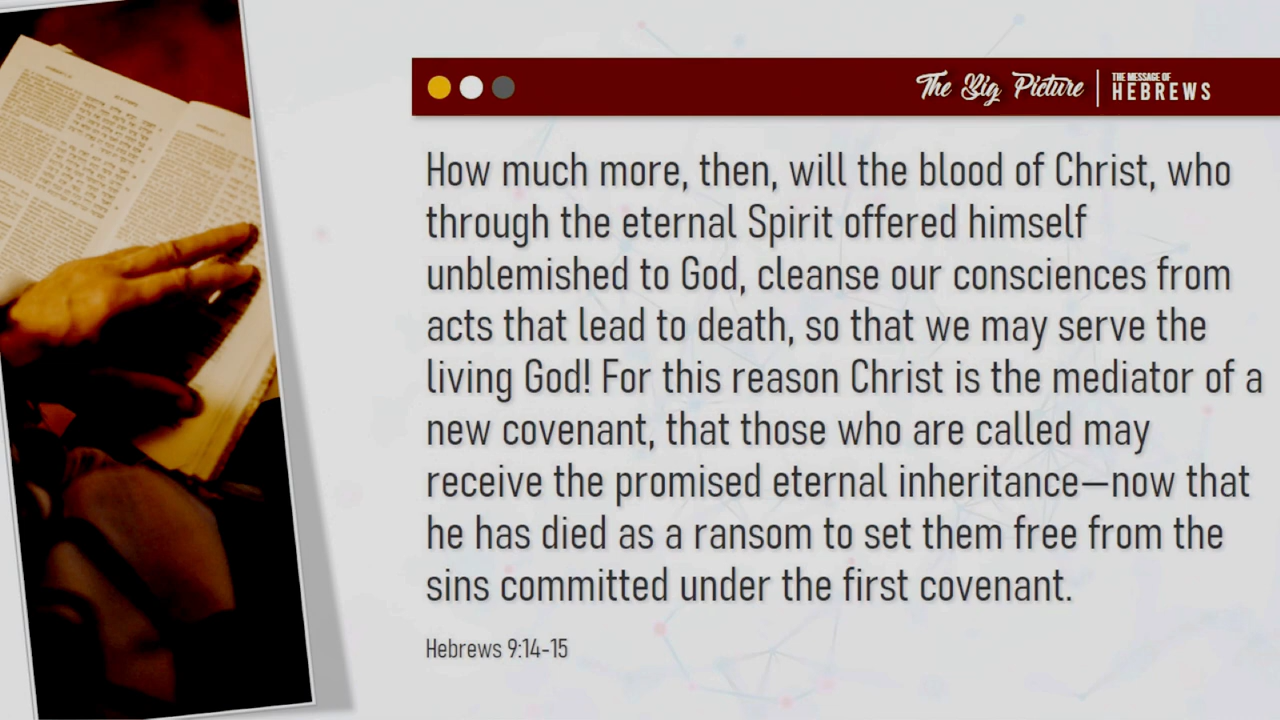 The Big Picture
THE MESSAGE OF
HEBREWS
How much more, then, will the blood of Christ, who
through the eternal Spirit offered himself
unblemished to God, cleanse our consciences from
acts that lead to death, so that we may serve the
living God! For this reason Christ is the mediator of a
new covenant, that those who are called may
receive the promised eternal inheritance—now that
he has died as a ransom to set them free from the
sins committed under the first covenant.
Hebrews 9:14-15